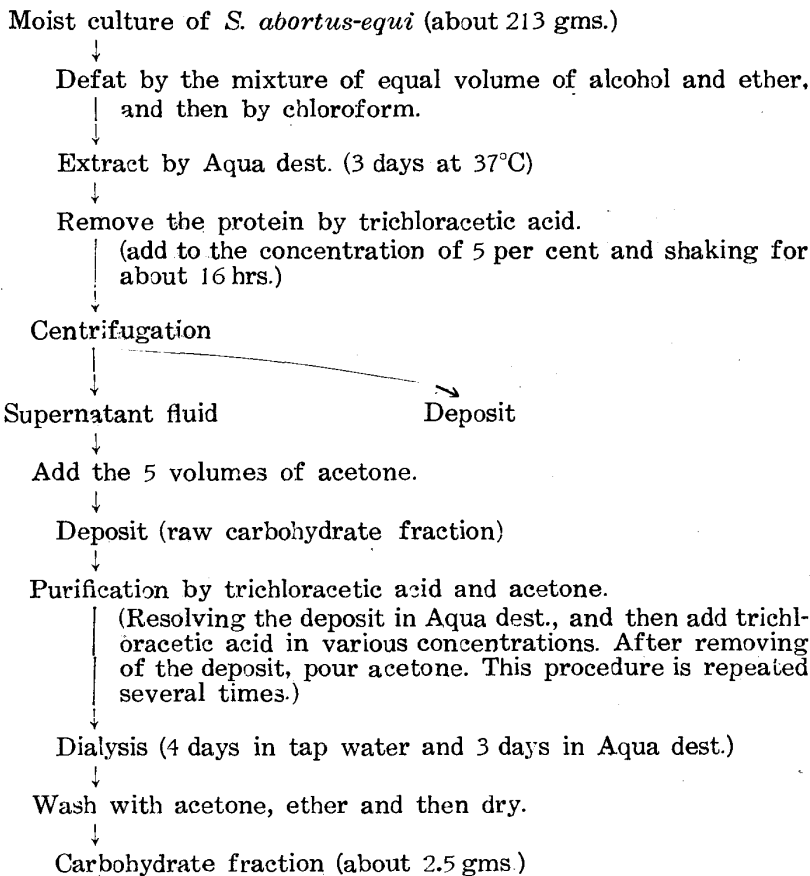 Moist culture of S. abortus-equi (about 213 gms.)
Defat by the mixture of equal volume of alcohol and ether,
and then by chloroform.
Extract by Aqua dest. (3 days at 37°C)
Remove the protein by trichloracetic acid.
(add to the concentration of 5 per cent and shaking for
about 16 hrs.)
Centrifugation
Supernatant fluid Deposit
Add the 5 volumes of acetone.
Deposit (raw carbohydrate fraction)
Purification by trichloracetic acid and acetone.
(Resolving the deposit in Aqua dest., and then add trichl-
oracetic acid in various concentrations. After removing
of the deposit, pour acetone. This procedure is repeated
several times.)
Dialysis (4 days in tap water and 3 days in Aqua dest.)
Wash with acetone, ether and then dry.
Carbohydrate fraction (about 2.5 gms.)